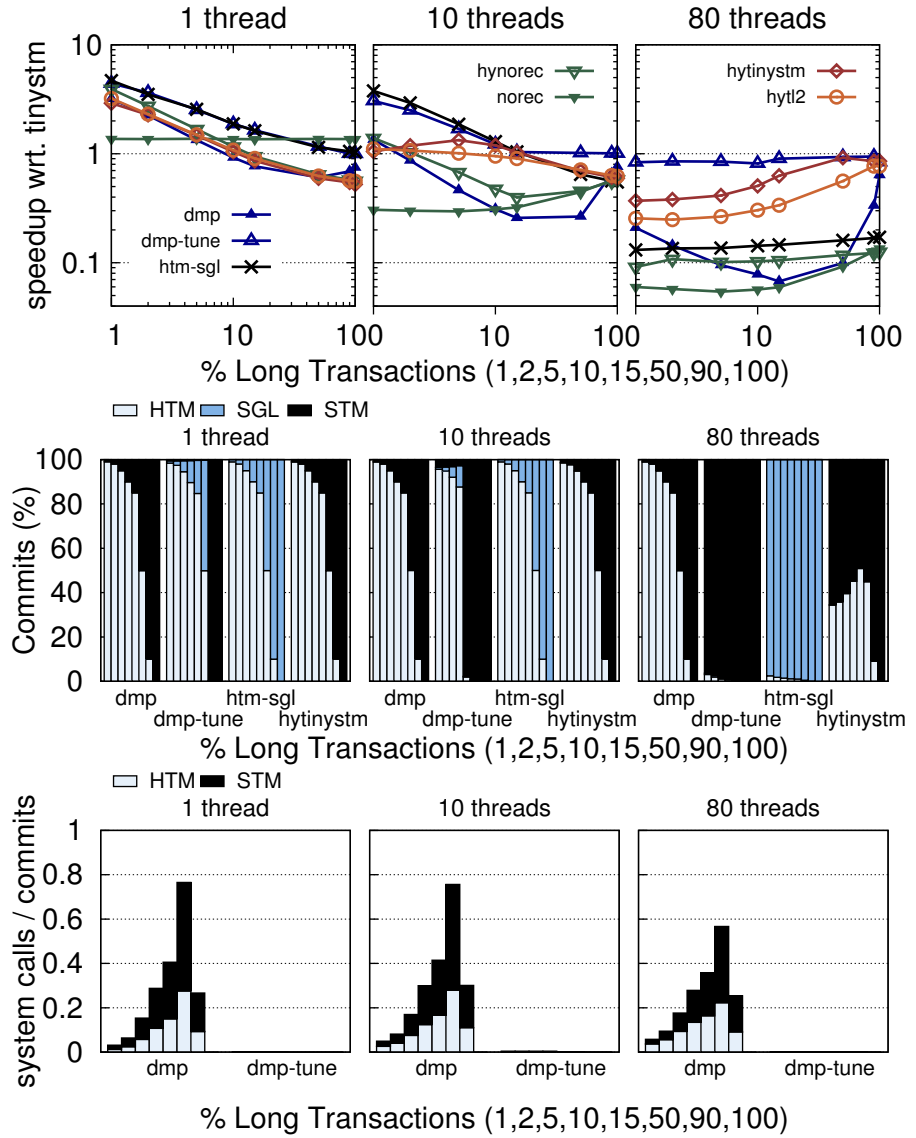 1 thread 10 threads 80 threads
speedup wrt. tinystm
10
1
0.1
dmp
dmp-tune
htm-sgl
hynorec
norec
hytinystm
hytl2
1 10 100 10 100 10 100
% Long Transactions (1,2,5,10,15,50,90,100)
HTM SGL STM
1 thread 10 threads 80 threads
Commits (%)
100
80
60
40
20
0
dmp htm-sgl dmp htm-sgl dmp htm-sgl
dmp-tune hytinystm dmp-tune hytinystm dmp-tune hytinystm
% Long Transactions (1,2,5,10,15,50,90,100)
HTM STM
1 thread 10 threads 80 threads
system calls / commits
1
0.8
0.6
0.4
0.2
0
dmp dmp-tune dmp dmp-tune dmp dmp-tune
% Long Transactions (1,2,5,10,15,50,90,100)